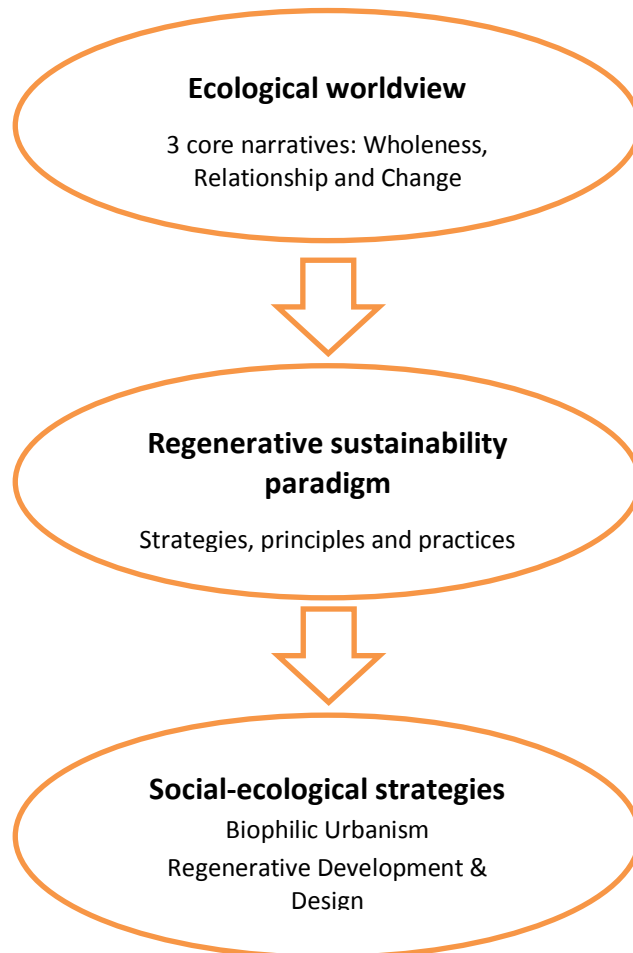 Ecological worldview
3 core narratives: Wholeness,
Relationship and Change
Regenerative sustainability
paradigm
Strategies, principles and practices
Social-ecological strategies
Biophilic Urbanism
Regenerative Development &
Design